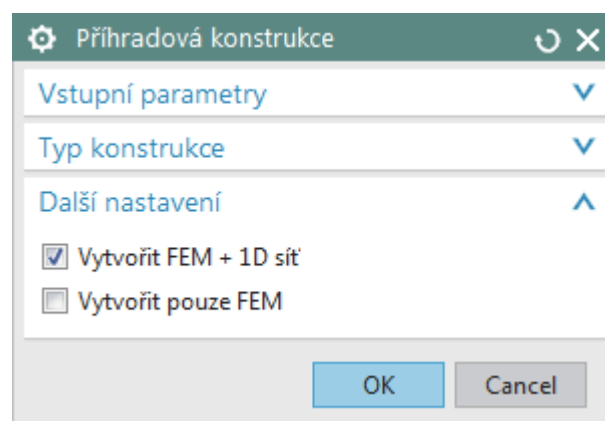 Příhradová konstrukce
Vstupní parametry
Typ konstrukce
Další nastavení
Vytvořit FEM + 1D síť
Vytvořit pouze FEM
OK Cancel